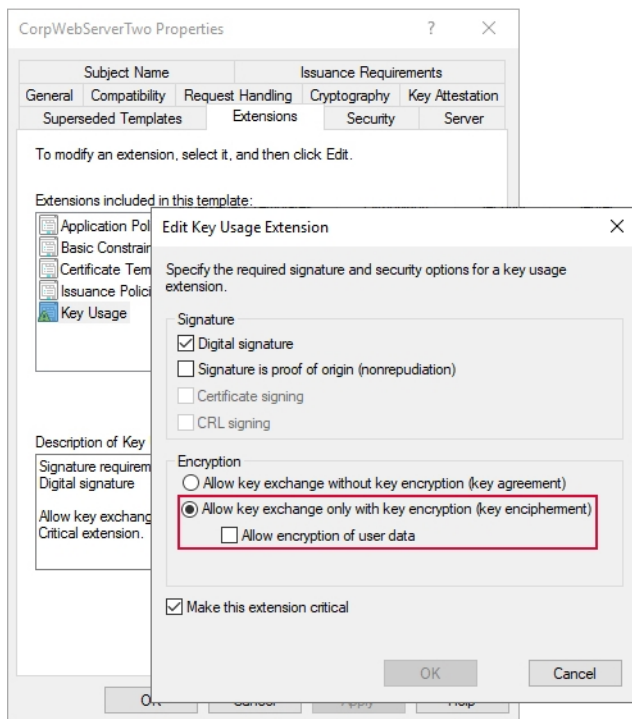 CorpWebServerTwo Properties
?
Subject Name
Issuance Requirements
General
Compatibility
Request Handling
Cryptography
Key Attestation
Superseded Templates
Extensions
Security
Server
To modify an extension, select it, and then click Edit.
Extensions included in this template:
Application Pol
Basic Constrain
Certificate Tem
Issuance Polici
Key Usage
Description of Key
Signature requirem
Digital signature
Allow key exchang
Critical extension.
Edit Key Usage Extension
Specify the required signature and security options for a key usage
extension.
Signature
Digital signature
Signature is proof of origin (nonrepudiation)
Certificate signing
CRL signing
Encryption
Allow key exchange without key encryption (key agreement)
Allow key exchange only with key encryption (key encipherment)
Allow encryption of user data
Make this extension critical
OK
Cancel